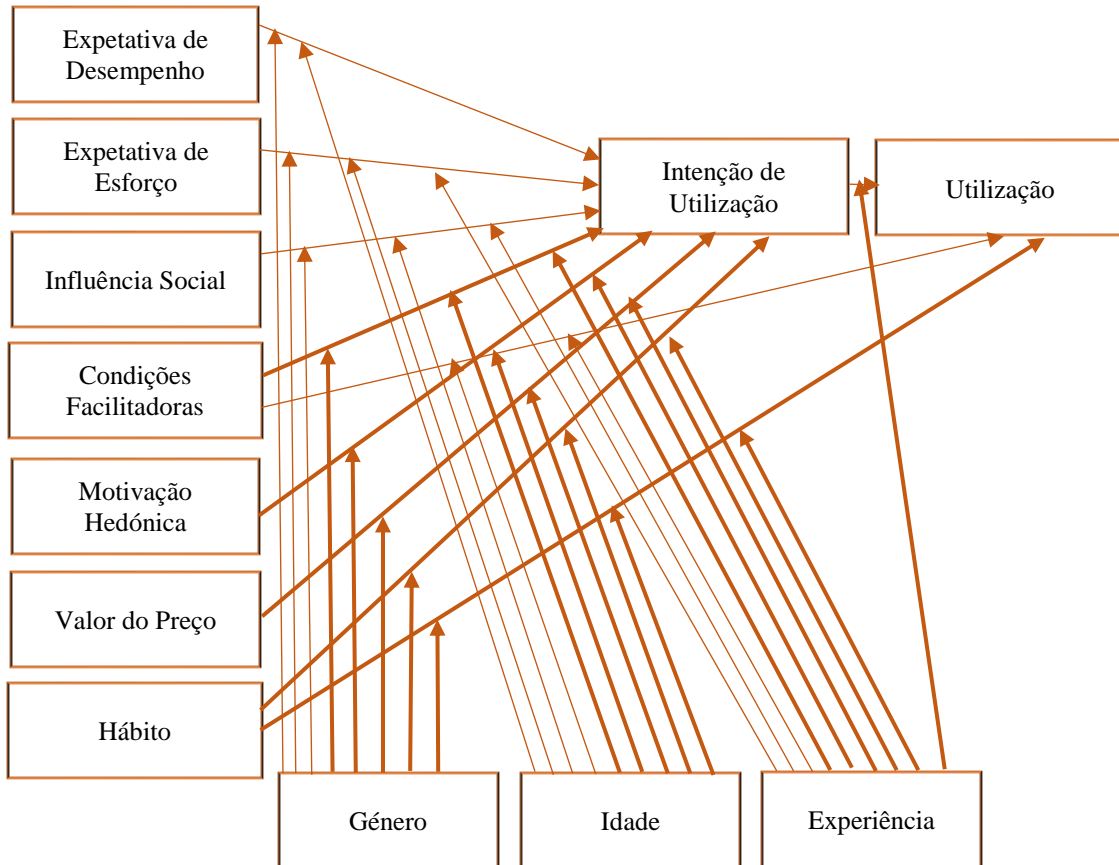 Expetativa de
Desempenho
Expetativa de
Esforço
Intenção de
Utilização
Utilização
Influência Social
Condições
Facilitadoras
Motivação
Hedónica
Valor do Preço
Hábito
Género
Idade
Experiência